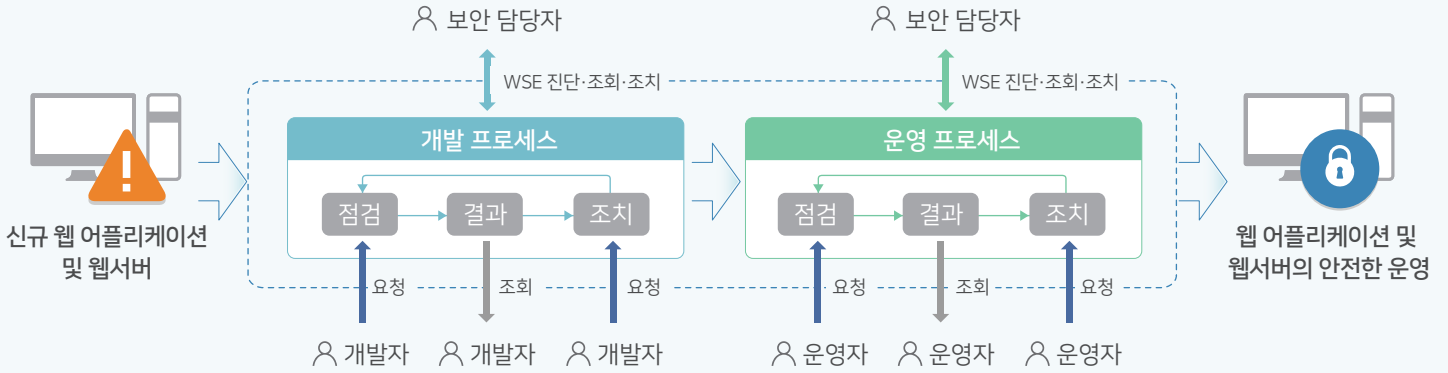 보안 담당자
보안 담당자
WSE 진단·조회·조치
WSE 진단·조회·조치
개발 프로세스
운영 프로세스
점검
결과
조치
점검
결과
조치
신규 웹 어플리케이션
및 웹서버
웹 어플리케이션 및
웹서버의 안전한 운영
요청
조회
요청
요청
조회
요청
개발자
개발자
개발자
운영자
운영자
운영자